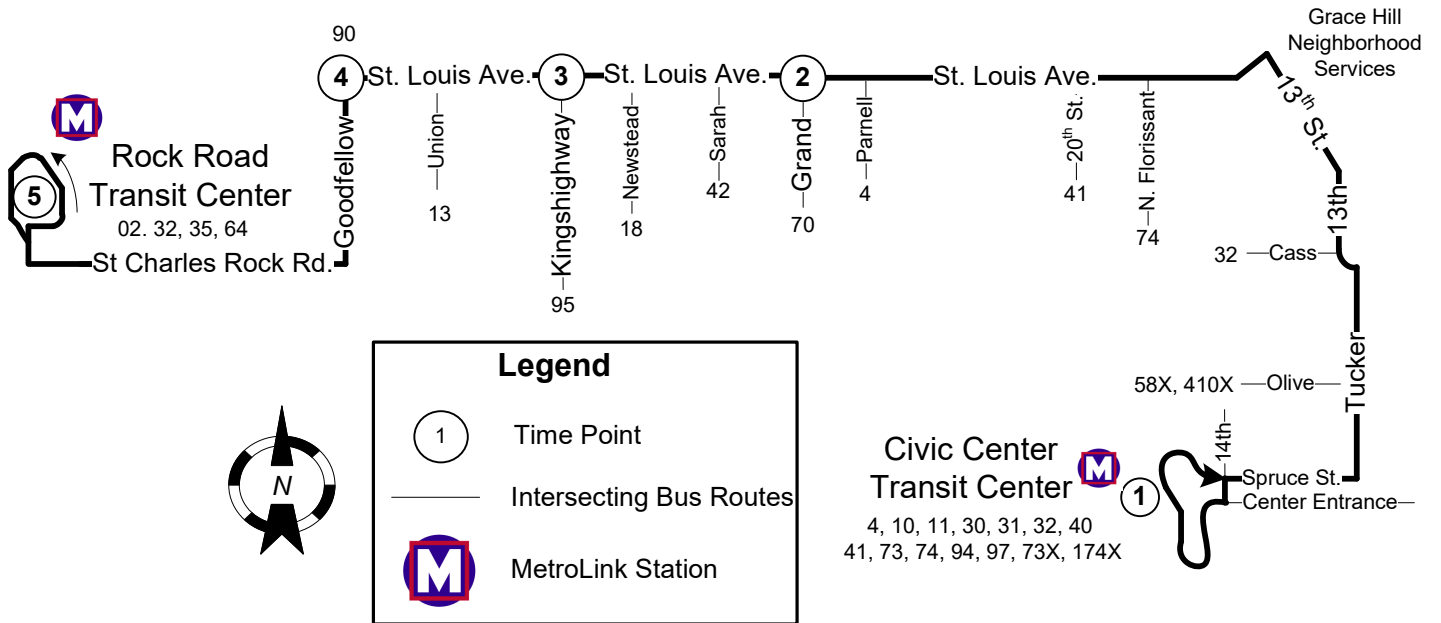 Grace Hill
Neighborhood
Services
90
4
St. Louis Ave.
3
St. Louis Ave.
2
St. Louis Ave.
13th St.
M
Rock Road
Transit Center
02. 32, 35, 64
5
St Charles Rock Rd.
Goodfellow
Union
13
Kingshighway
95
Newstead
18
Sarah
42
Grand
70
Parnell
4
20th St.
41
N. Florissant
74
13th
32
Cass
Tucker
58X, 410X
Olive
14th
Spruce St.
Center Entrance
Civic Center
Transit Center
M
1
4, 10, 11, 30, 31, 32, 40
41, 73, 74, 94, 97, 73X, 174X
N
Legend
1
Time Point
Intersecting Bus Routes
M
MetroLink Station